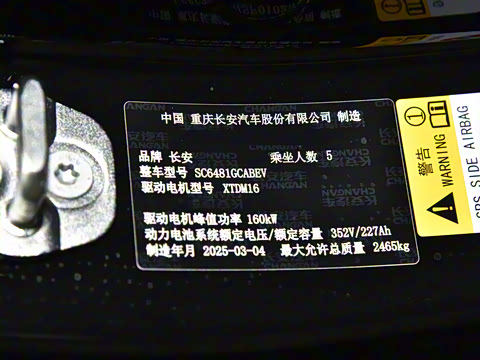 中国 重庆长安汽车股份有限公司 制造
品牌 长安 乘坐人数 5
整车型号 SC6481GCABEV
驱动电机型号 XTDM16
驱动电机峰值功率 160kW
动力电池系统额定电压/额定容量 352V/227Ah
制造年月 2025-03-04 最大允许总质量 2465kg
警告
WARNING
SRS SIDE AIRBAG